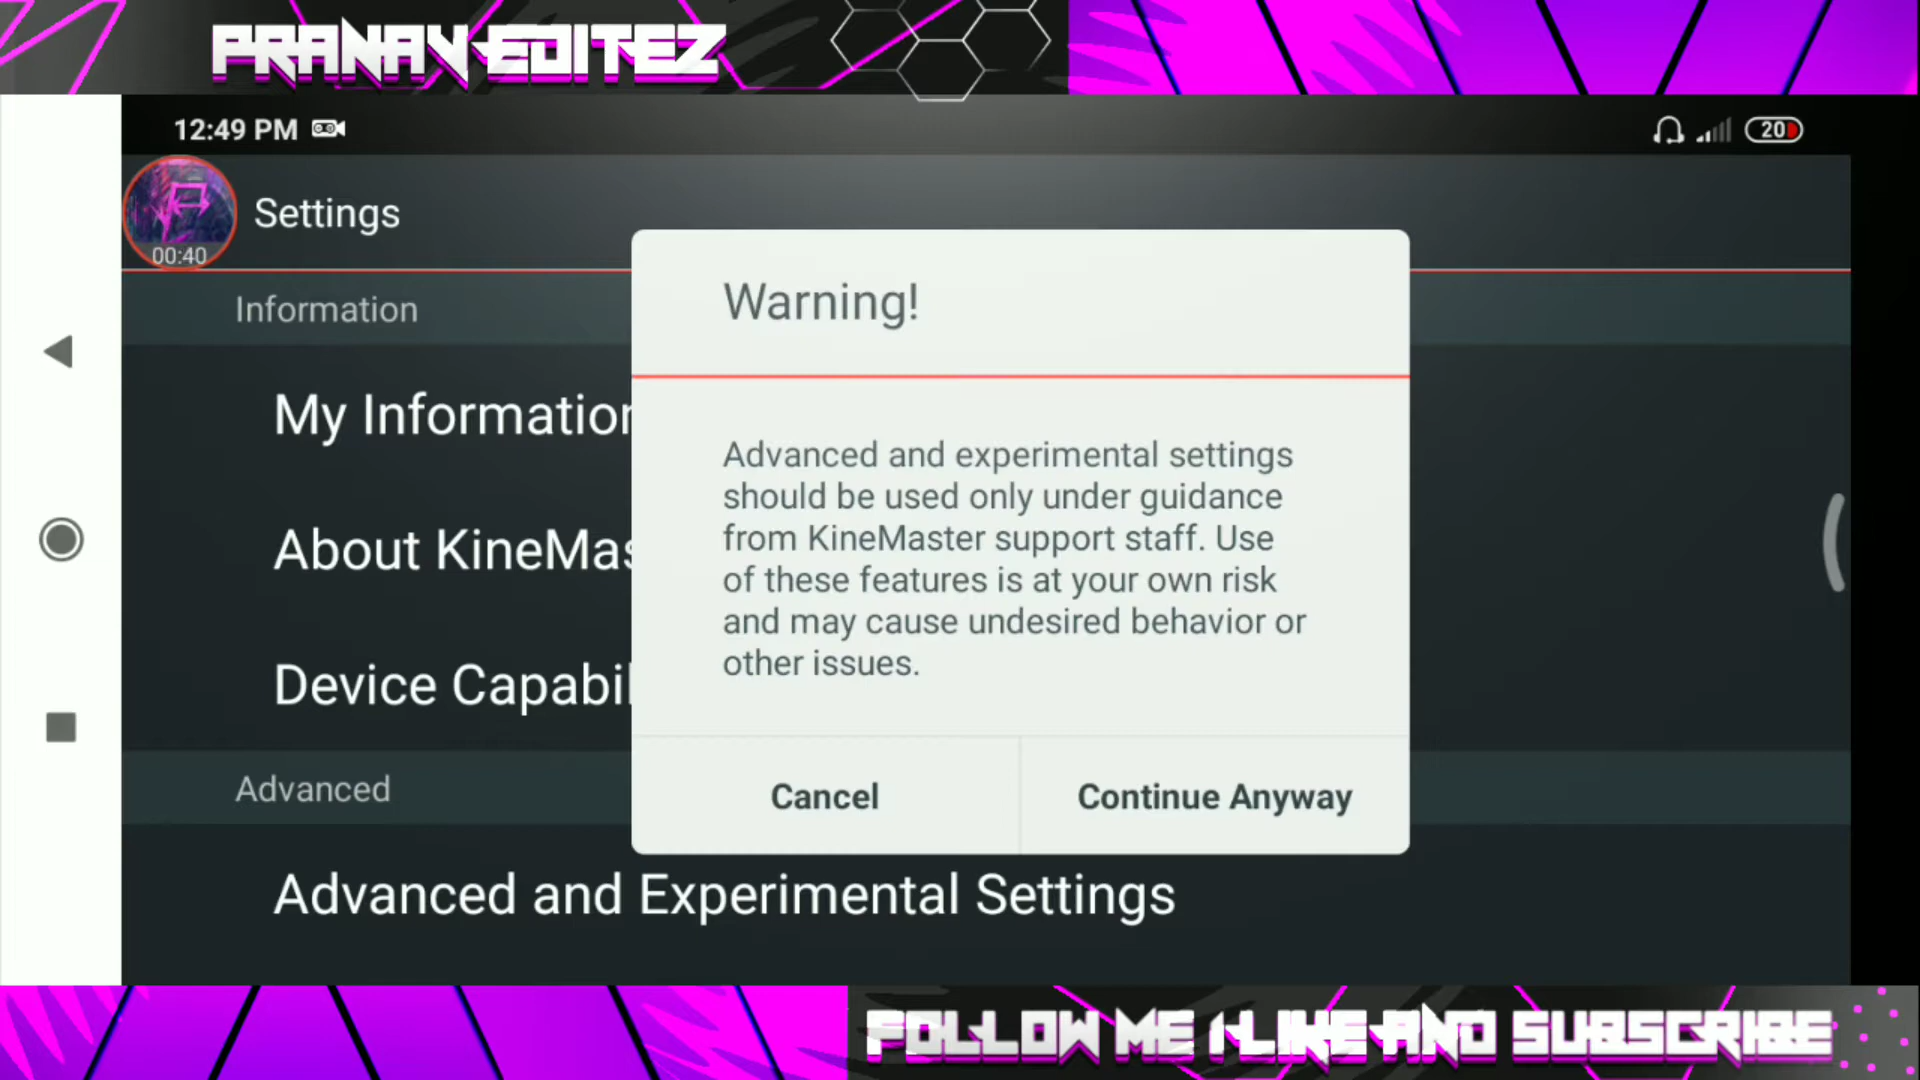 PRANAV EDITEZ
12:49 PM
20
00:40
Settings
Information
My Information
About KineMas
Device Capabil
Advanced
Advanced and Experimental Settings
Warning!
Advanced and experimental settings
should be used only under guidance
from KineMaster support staff. Use
of these features is at your own risk
and may cause undesired behavior or
other issues.
Cancel
Continue Anyway
FOLLOW ME LIKE AND SUBSCRIBE